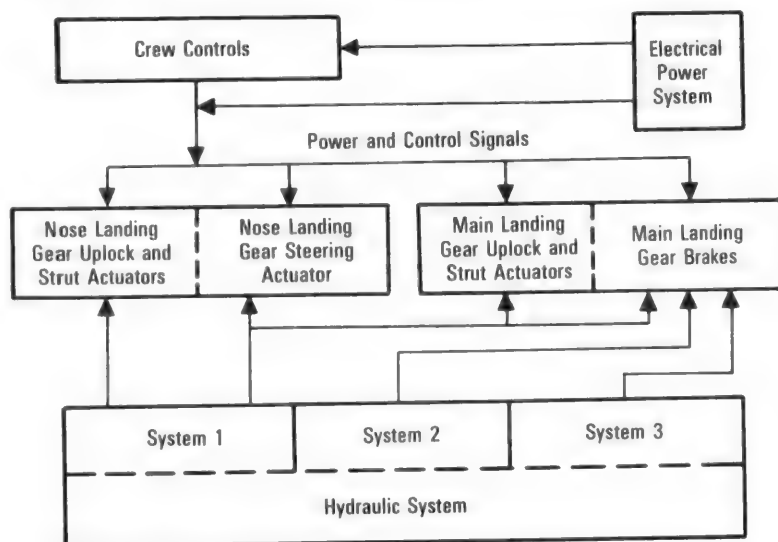 Crew Controls
Electrical
Power
System
Power and Control Signals
Nose Landing
Gear Uplock and
Strut Actuators
Nose Landing
Gear Steering
Actuator
Main Landing
Gear Uplock and
Strut Actuators
Main Landing
Gear Brakes
System 1
System 2
System 3
Hydraulic System